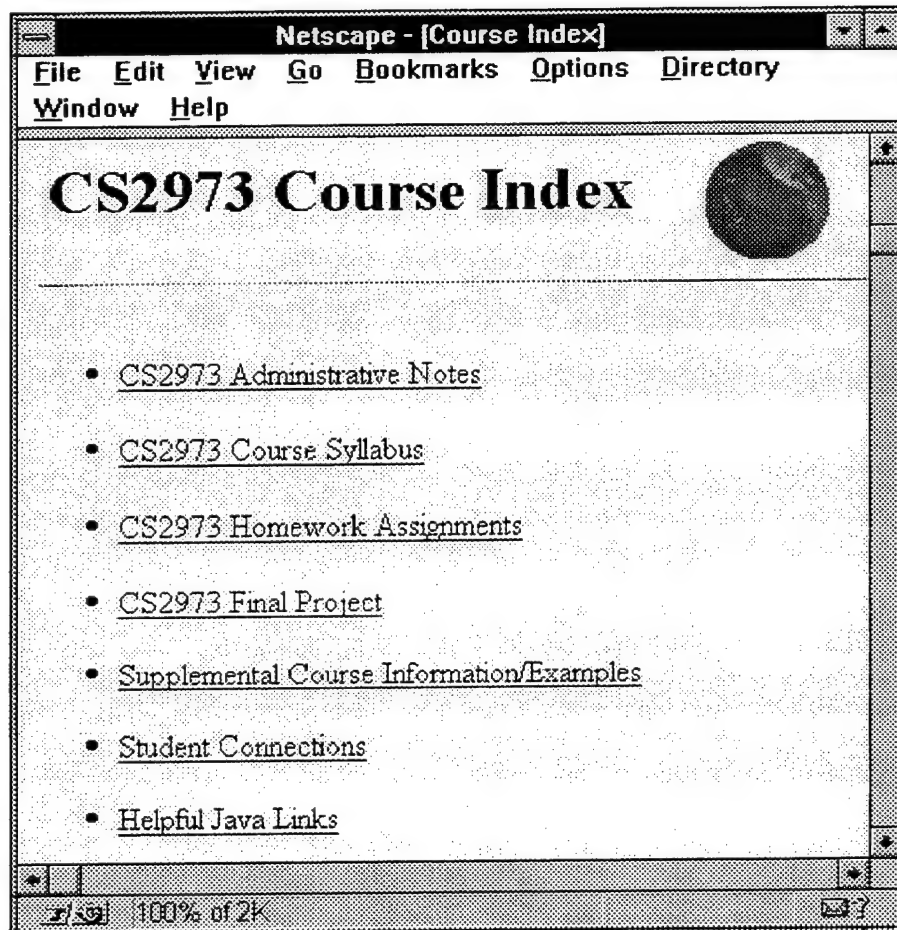 Netscape - [Course Index]
File Edit View Go Bookmarks Options Directory
Window Help
CS2973 Course Index
• CS2973 Administrative Notes
• CS2973 Course Syllabus
• CS2973 Homework Assignments
• CS2973 Final Project
• Supplemental Course Information/Examples
• Student Connections
• Helpful Java Links
100% of 2K
?